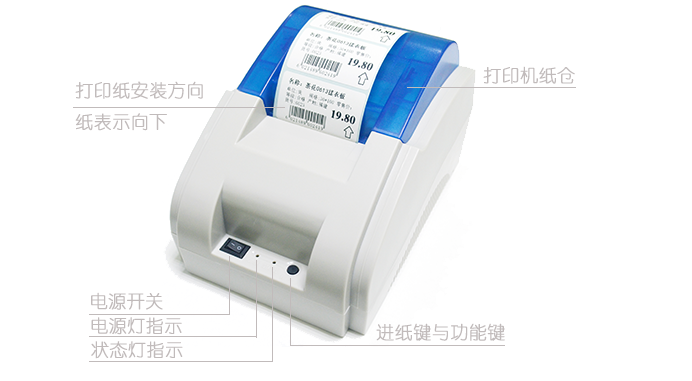 19.80
19.80
19.80
打印纸安装方向
纸表示向下
打印机纸仓
电源开关
电源灯指示
状态灯指示
进纸键与功能键